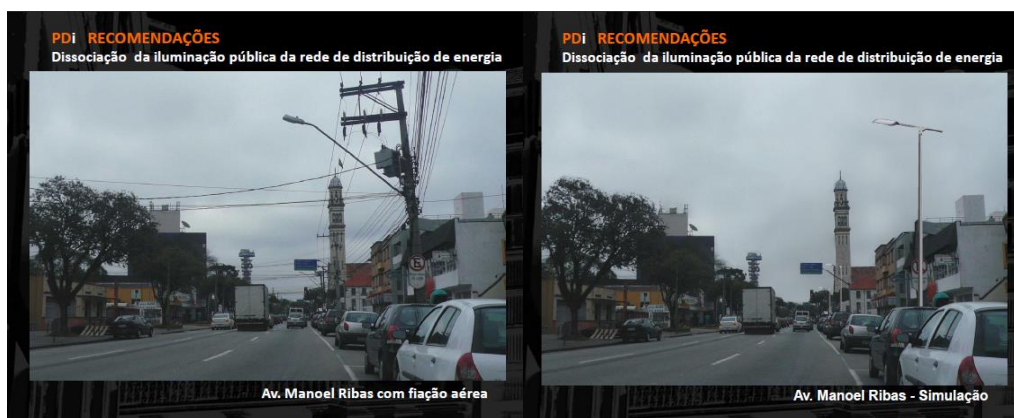 PDi RECOMENDAÇÕES
Dissociação da iluminação pública da rede de distribuição de energia
Av. Manoel Ribas com fiação aérea
PDi RECOMENDAÇÕES
Dissociação da iluminação pública da rede de distribuição de energia
Av. Manoel Ribas - Simulação